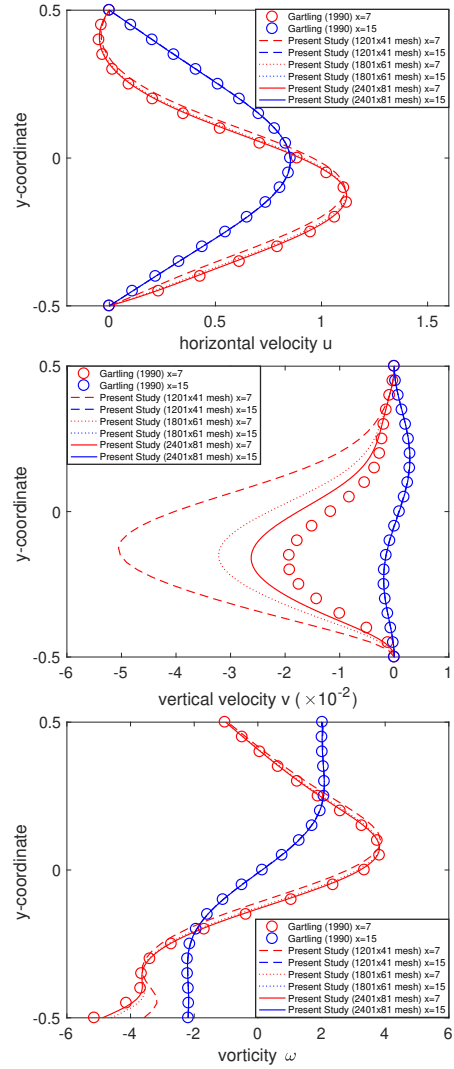 0.5
0
-0.5
y-coordinate
Gartling (1990) x=7
Gartling (1990) x=15
Present Study (1201x41 mesh) x=7
Present Study (1201x41 mesh) x=15
Present Study (1801x61 mesh) x=7
Present Study (1801x61 mesh) x=15
Present Study (2401x81 mesh) x=7
Present Study (2401x81 mesh) x=15
0 0.5 1 1.5
horizontal velocity u
0.5
0
-0.5
y-coordinate
Gartling (1990) x=7
Gartling (1990) x=15
Present Study (1201x41 mesh) x=7
Present Study (1201x41 mesh) x=15
Present Study (1801x61 mesh) x=7
Present Study (1801x61 mesh) x=15
Present Study (2401x81 mesh) x=7
Present Study (2401x81 mesh) x=15
-6 -5 -4 -3 -2 -1 0 1
vertical velocity v (×10⁻²)
0.5
0
-0.5
y-coordinate
Gartling (1990) x=7
Gartling (1990) x=15
Present Study (1201x41 mesh) x=7
Present Study (1201x41 mesh) x=15
Present Study (1801x61 mesh) x=7
Present Study (1801x61 mesh) x=15
Present Study (2401x81 mesh) x=7
Present Study (2401x81 mesh) x=15
-6 -4 -2 0 2 4 6
vorticity ω